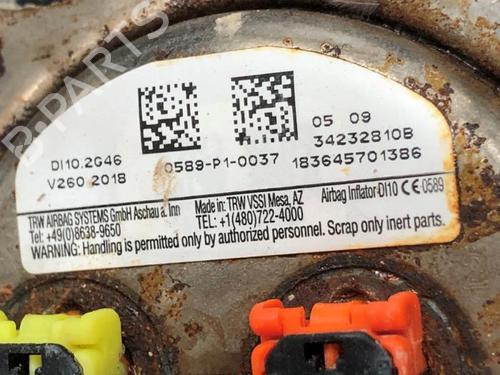 B-PARTS
05 09
34232810B
DI10.2G46
0589-P1-0037
183645701386
V260 2018
TRW AIRBAG SYSTEMS GmbH Aschau a. Inn
Tel: +49(0)8638-9650
Made in: TRW VSSI Mesa, AZ
TEL: +1(480)722-4000
Airbag Inflator-DI10 CE 0589
WARNING: Handling is permitted only by authorized personnel. Scrap only inert parts.